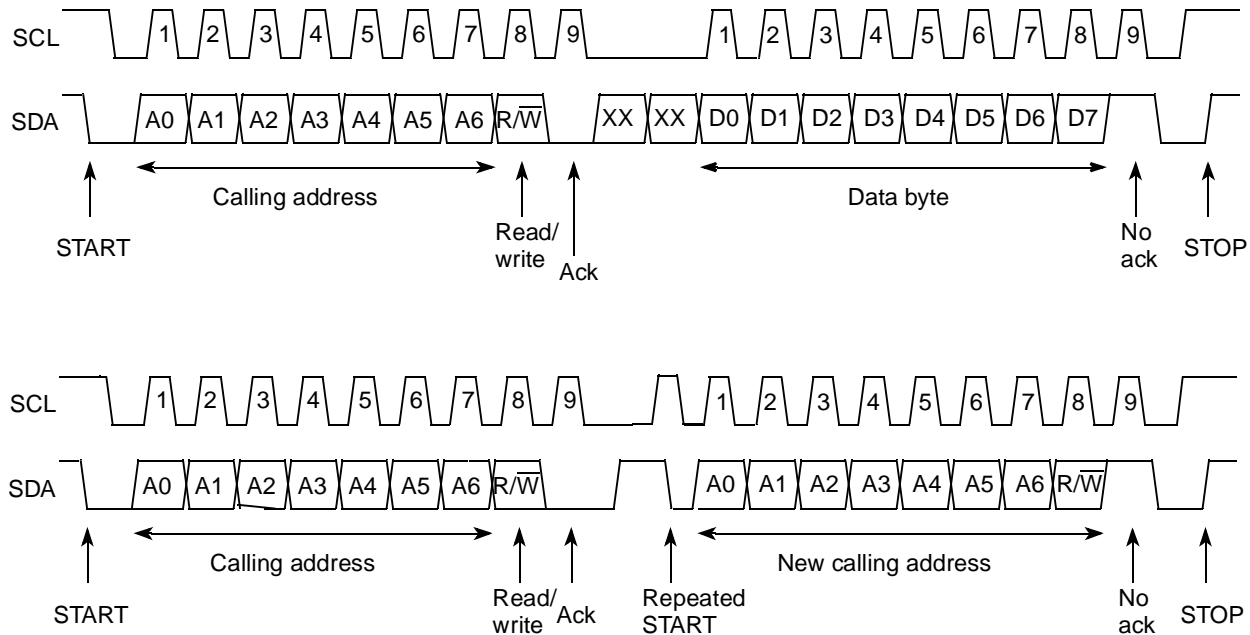 SCL 1 2 3 4 5 6 7 8 9 1 2 3 4 5 6 7 8 9
SDA A0 A1 A2 A3 A4 A5 A6 R/W̅ XX XX D0 D1 D2 D3 D4 D5 D6 D7
Calling address Data byte
START Read/
write Ack No
ack STOP
SCL 1 2 3 4 5 6 7 8 9 1 2 3 4 5 6 7 8 9
SDA A0 A1 A2 A3 A4 A5 A6 R/W̅ A0 A1 A2 A3 A4 A5 A6 R/W̅
Calling address New calling address
START Read/
write Ack Repeated
START No
ack STOP